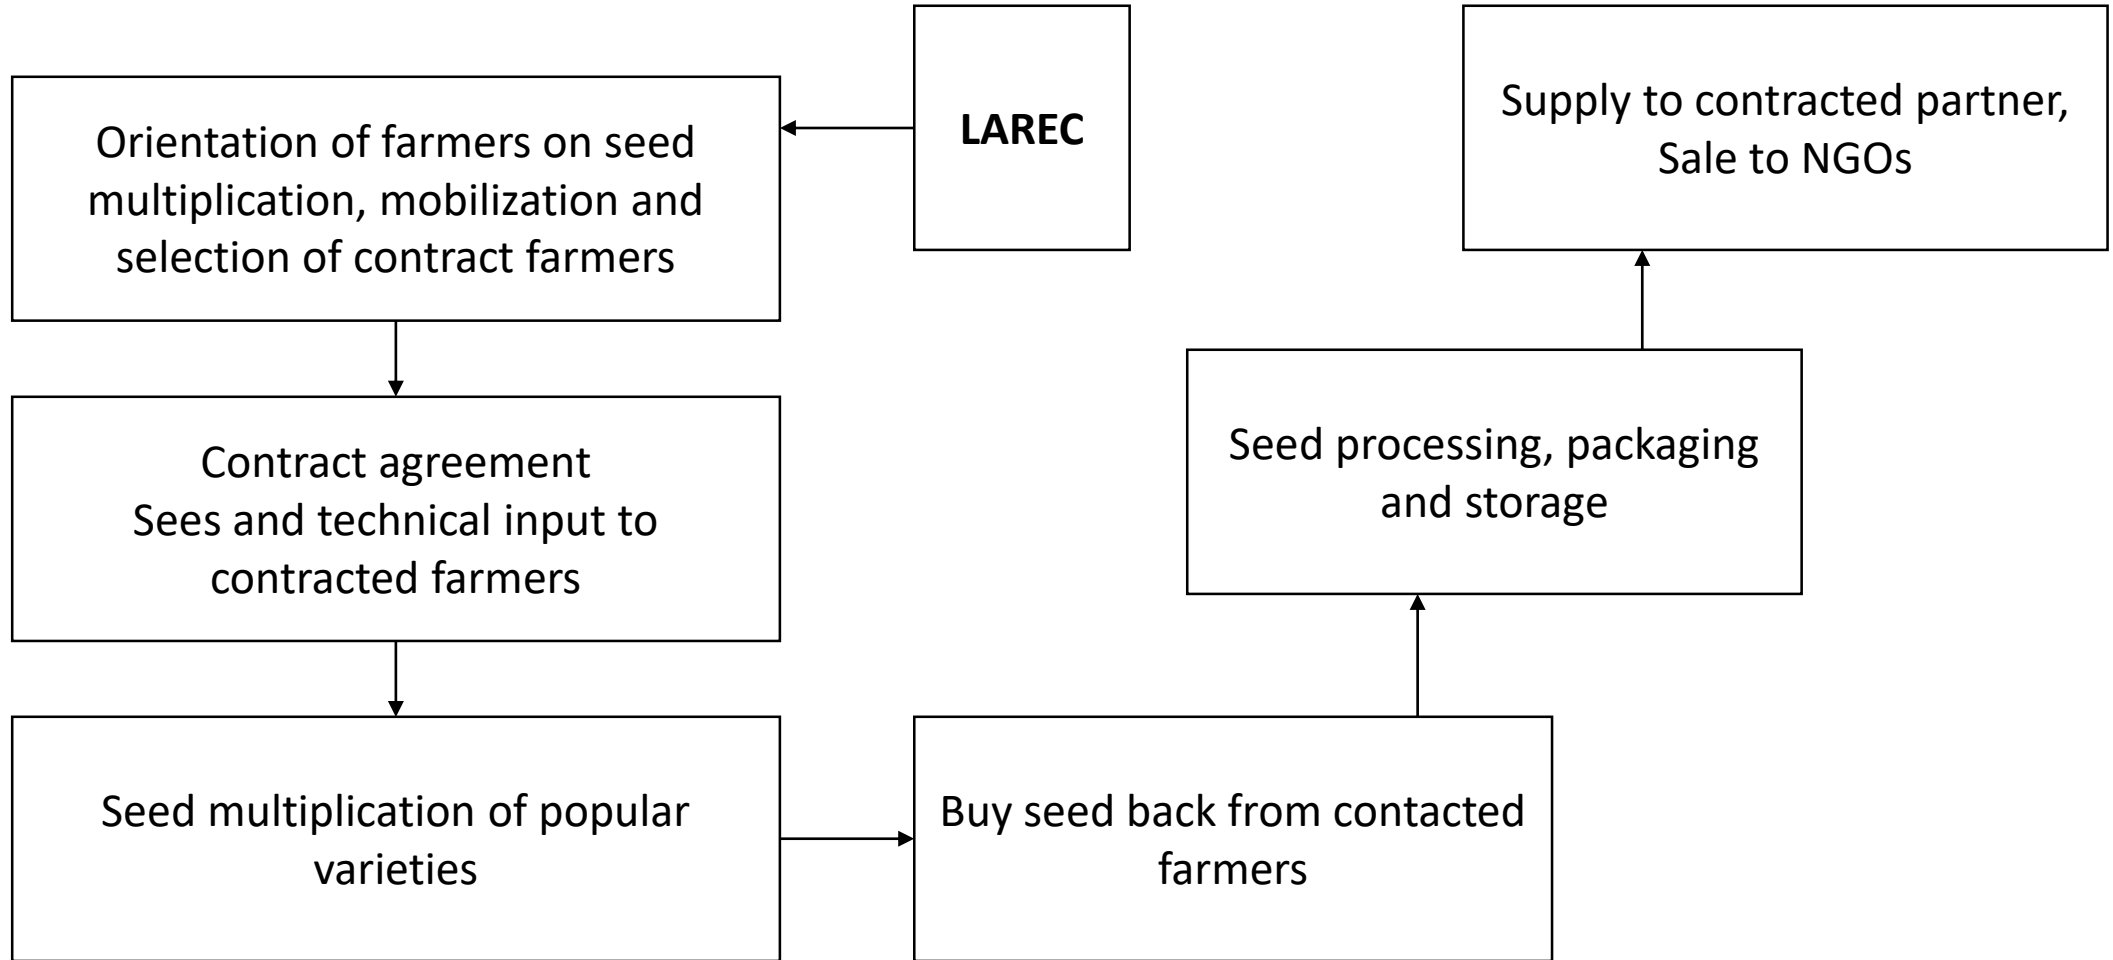 LAREC
Orientation of farmers on seed
multiplication, mobilization and
selection of contract farmers
Contract agreement
Sees and technical input to
contracted farmers
Seed multiplication of popular
varieties
Buy seed back from contacted
farmers
Seed processing, packaging
and storage
Supply to contracted partner,
Sale to NGOs